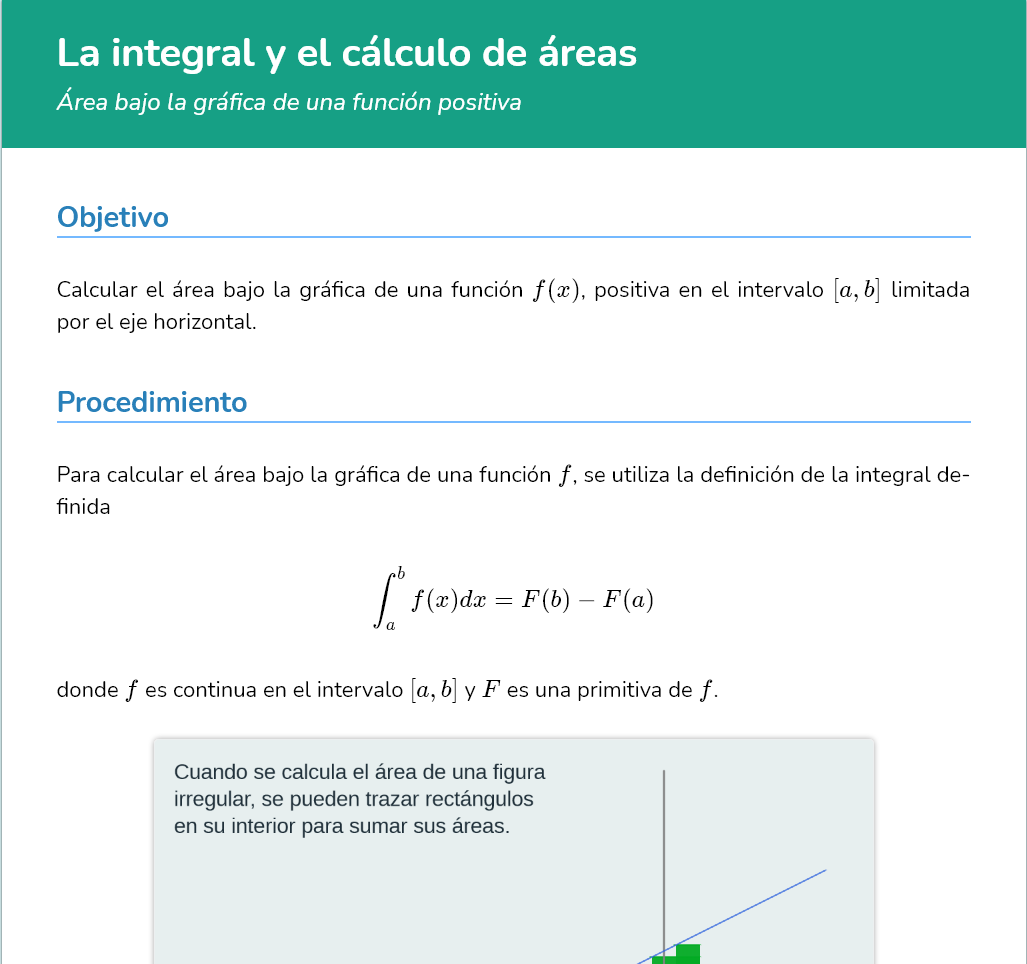 La integral y el cálculo de áreas
Área bajo la gráfica de una función positiva
Objetivo
Calcular el área bajo la gráfica de una función f(x), positiva en el intervalo [a, b] limitada
por el eje horizontal.
Procedimiento
Para calcular el área bajo la gráfica de una función f, se utiliza la definición de la integral de-
finida
∫_a^b f(x)dx = F(b) − F(a)
donde f es continua en el intervalo [a, b] y F es una primitiva de f.
Cuando se calcula el área de una figura
irregular, se pueden trazar rectángulos
en su interior para sumar sus áreas.